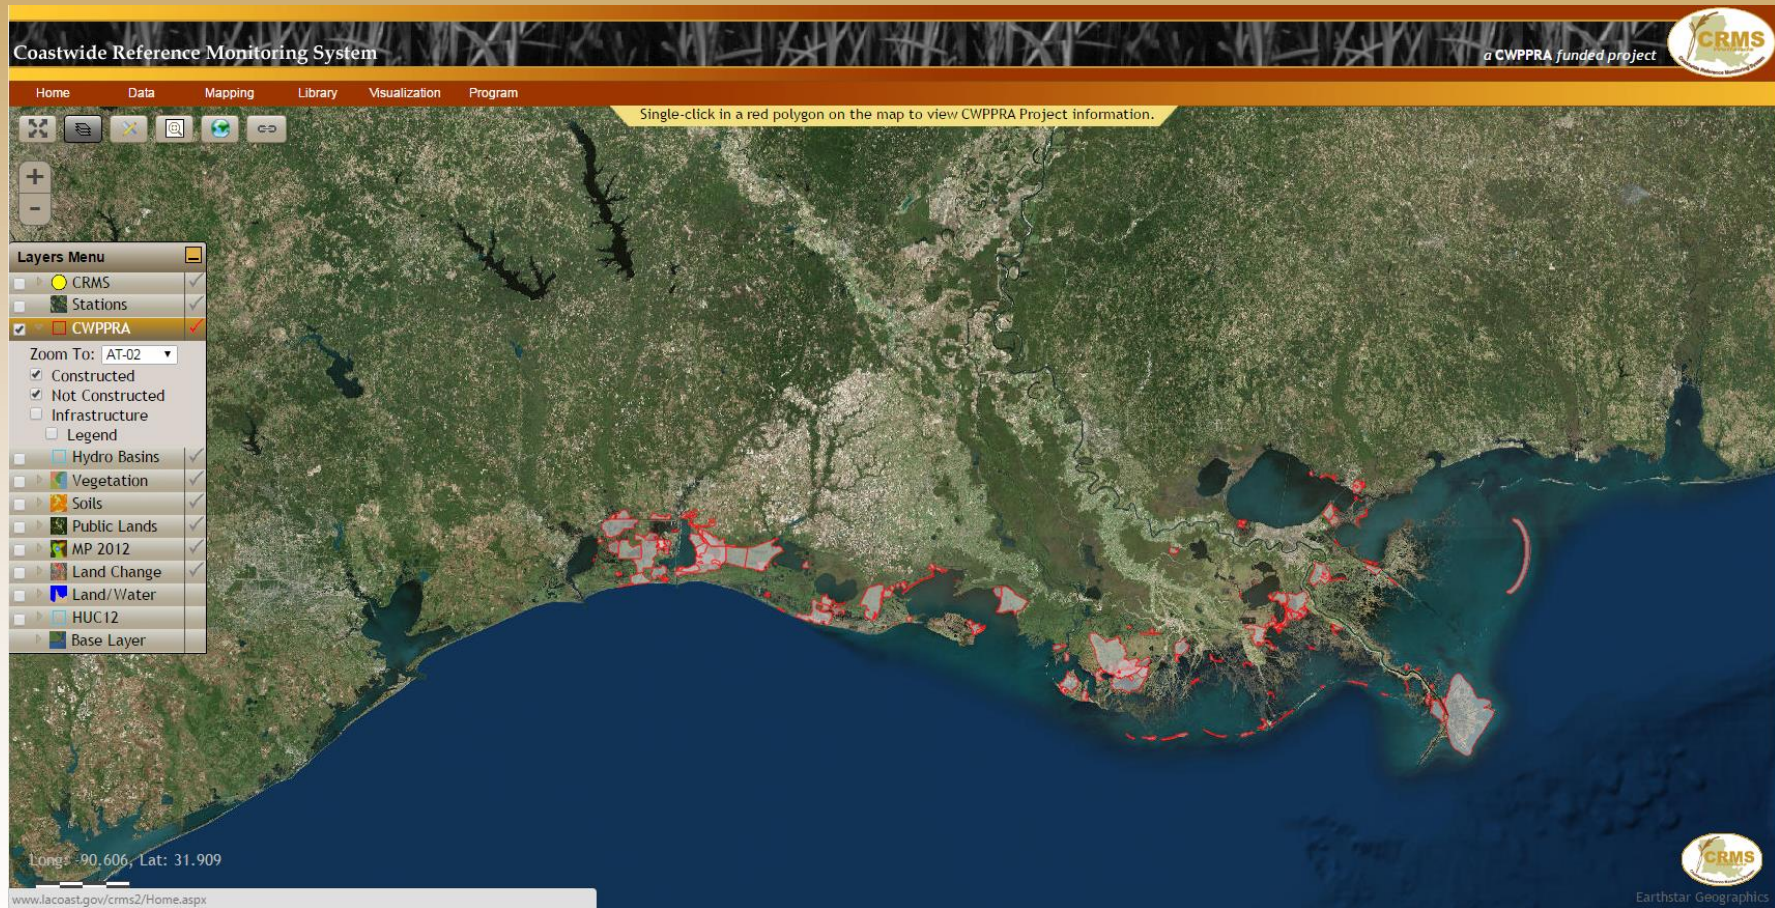 Coastwide Reference Monitoring System
a CWPPRA funded project
CRMS
Home Data Mapping Library Visualization Program
Single-click in a red polygon on the map to view CWPPRA Project information.
Layers Menu
CRMS
Stations
CWPPRA
Zoom To: AT-02
Constructed
Not Constructed
Infrastructure
Legend
Hydro Basins
Vegetation
Soils
Public Lands
MP 2012
Land Change
Land/Water
HUC12
Base Layer
Long: -90.606, Lat: 31.909
CRMS
www.lacoast.gov/crms2/Home.aspx
Earthstar Geographics